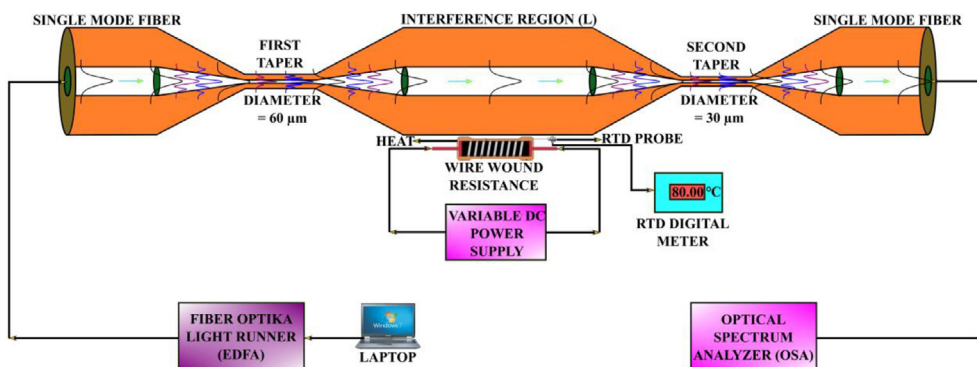 SINGLE MODE FIBER
INTERFERENCE REGION (L)
SINGLE MODE FIBER
FIRST
TAPER
SECOND
TAPER
DIAMETER
= 60 µm
DIAMETER
= 30 µm
HEAT
RTD PROBE
WIRE WOUND
RESISTANCE
80.00 °C
RTD DIGITAL
METER
VARIABLE DC
POWER
SUPPLY
FIBER OPTIKA
LIGHT RUNNER
(EDFA)
Windows 7
LAPTOP
OPTICAL
SPECTRUM
ANALYZER (OSA)